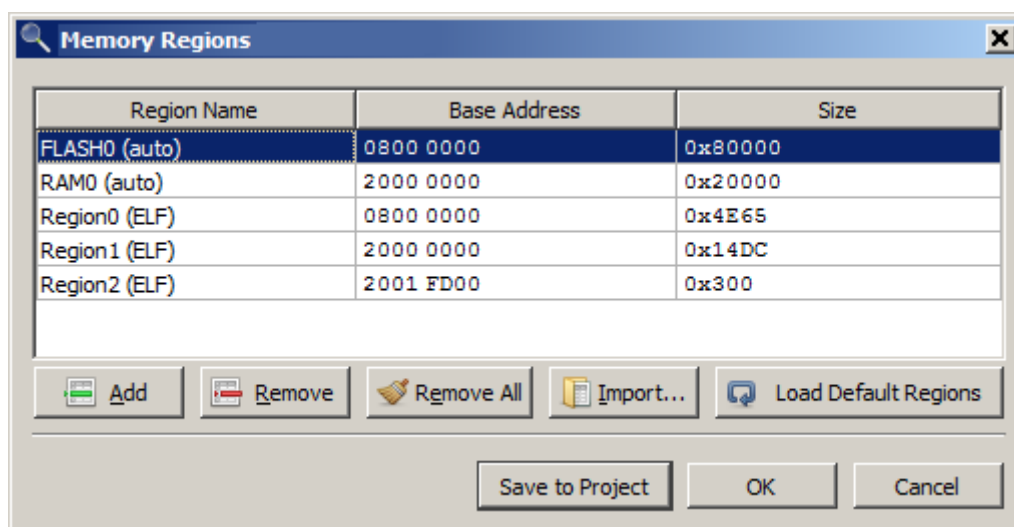 Memory Regions
Region Name Base Address Size
FLASH0 (auto) 0800 0000 0x80000
RAM0 (auto) 2000 0000 0x20000
Region0 (ELF) 0800 0000 0x4E65
Region1 (ELF) 2000 0000 0x14DC
Region2 (ELF) 2001 FD00 0x300
Add Remove Remove All Import... Load Default Regions
Save to Project OK Cancel